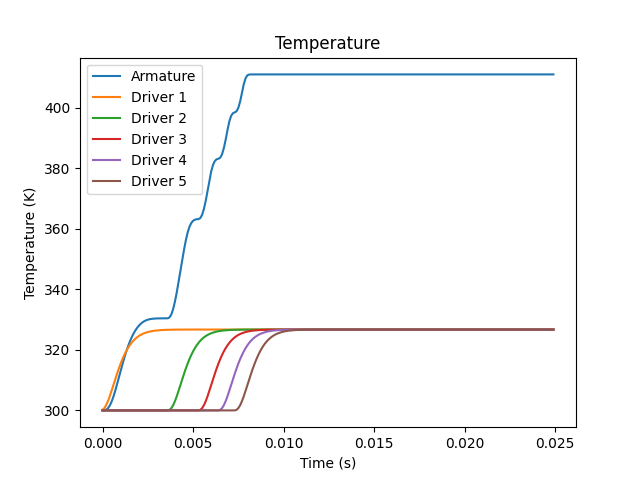 Temperature
Armature
Driver 1
Driver 2
Driver 3
Driver 4
Driver 5
Temperature (K)
400
380
360
340
320
300
0.000 0.005 0.010 0.015 0.020 0.025
Time (s)